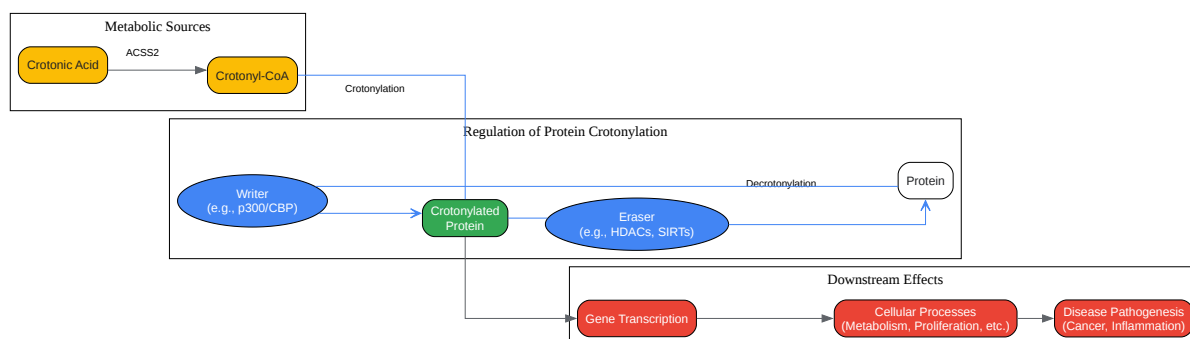 Metabolic Sources
ACSS2
Crotonic Acid
Crotonyl-CoA
Crotonylation
Regulation of Protein Crotonylation
Writer
(e.g., p300/CBP)
Decrotonylation
Protein
Crotonylated
Protein
Eraser
(e.g., HDACs, SIRTs)
Downstream Effects
Gene Transcription
Cellular Processes
(Metabolism, Proliferation, etc.)
Disease Pathogenesis
(Cancer, Inflammation)